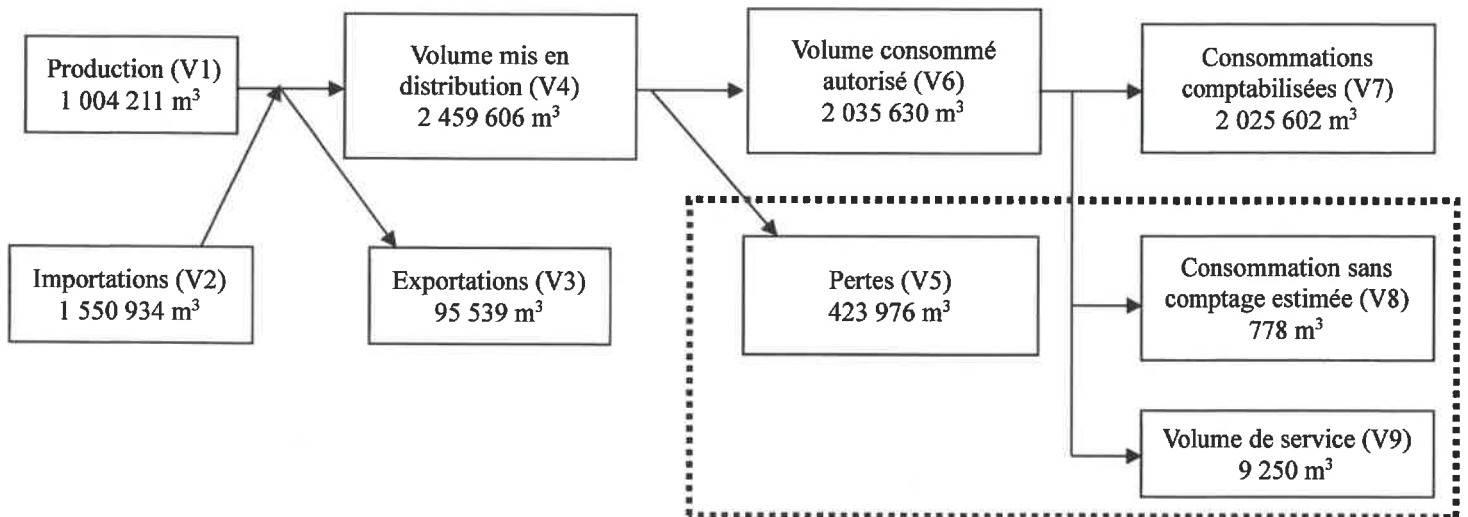 Production (V1)
1 004 211 m³
Volume mis en
distribution (V4)
2 459 606 m³
Volume consommé
autorisé (V6)
2 035 630 m³
Consommations
comptabilisées (V7)
2 025 602 m³
Importations (V2)
1 550 934 m³
Exportations (V3)
95 539 m³
Pertes (V5)
423 976 m³
Consommation sans
comptage estimée (V8)
778 m³
Volume de service (V9)
9 250 m³